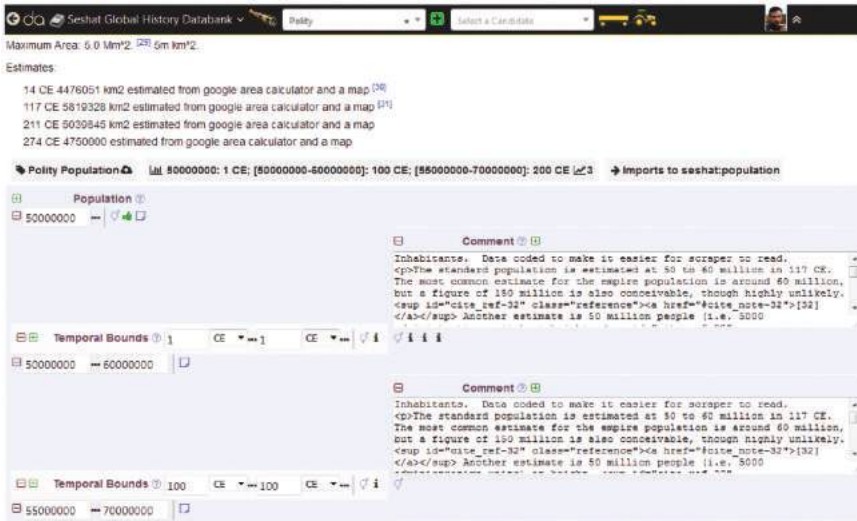 da Seshat Global History Databank Polity Select a Candidate
Maximum Area: 5.0 Mm^2. [29] 5m km^2.
Estimates:
14 CE 4476051 km2 estimated from google area calculator and a map [30]
117 CE 5819328 km2 estimated from google area calculator and a map [31]
211 CE 5039845 km2 estimated from google area calculator and a map
274 CE 4750000 estimated from google area calculator and a map
Polity Population 50000000: 1 CE; [50000000-60000000]: 100 CE; [55000000-70000000]: 200 CE 3 → Imports to seshat:population
Population
50000000
Comment
Inhabitants. Data coded to make it easier for scraper to read.
<p>The standard population is estimated at 50 to 60 million in 117 CE.
The most common estimate for the empire population is around 60 million,
but a figure of 150 million is also conceivable, though highly unlikely.
<sup id="cite_ref-32" class="reference"><a href="#cite_note-32">[32]
</a></sup> Another estimate is 50 million people (i.e. 5000
Temporal Bounds 1 CE 1 CE
50000000 60000000
Comment
Inhabitants. Data coded to make it easier for scraper to read.
<p>The standard population is estimated at 50 to 60 million in 117 CE.
The most common estimate for the empire population is around 60 million,
but a figure of 150 million is also conceivable, though highly unlikely.
<sup id="cite_ref-32" class="reference"><a href="#cite_note-32">[32]
</a></sup> Another estimate is 50 million people (i.e. 5000
Temporal Bounds 100 CE 100 CE
55000000 70000000